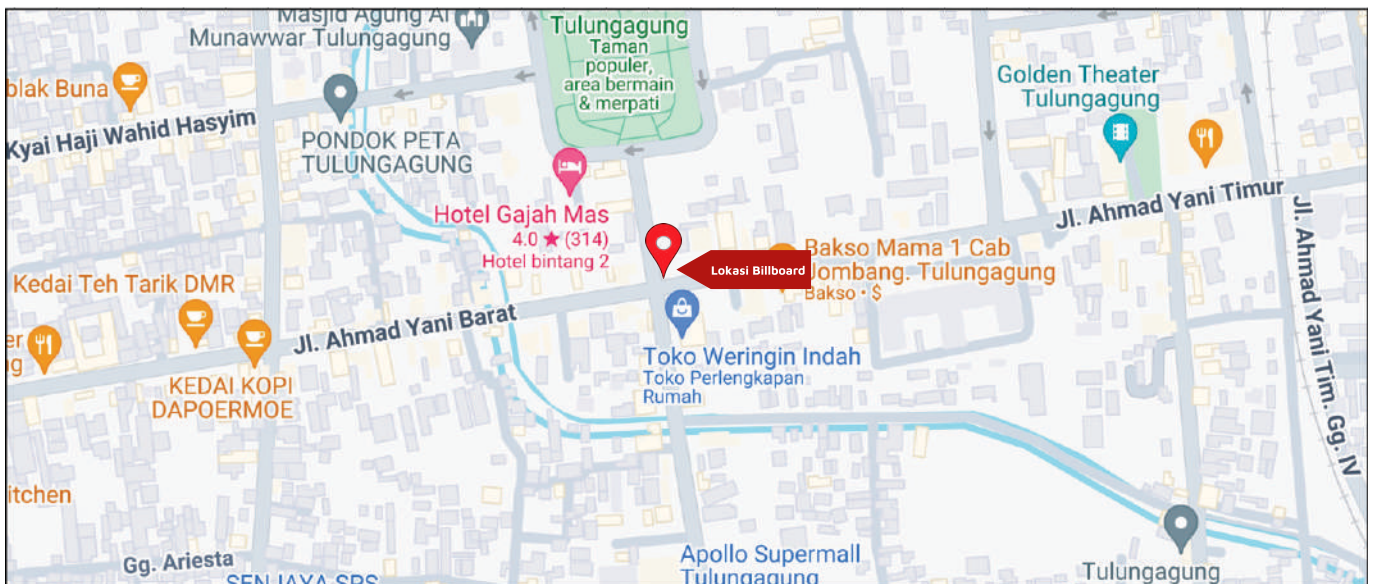 Masjid Agung Al
Munawwar Tulungagung
Tulungagung
Taman
populer,
area bermain
& merpati
Golden Theater
Tulungagung
blak Buna
Kyai Haji Wahid Hasyim
PONDOK PETA
TULUNGAGUNG
Hotel Gajah Mas
4.0 ★ (314)
Hotel bintang 2
Jl. Ahmad Yani Timur
Jl. Ahmad Yani Tim. Gg. IV
Lokasi Billboard
Bakso Mama 1 Cab
Jombang. Tulungagung
Bakso • $
Kedai Teh Tarik DMR
Jl. Ahmad Yani Barat
er
g
KEDAI KOPI
DAPOERMOE
Toko Weringin Indah
Toko Perlengkapan
Rumah
itchen
Gg. Ariesta
SENJAYA SPS
Apollo Supermall
Tulungagung
Tulungagung